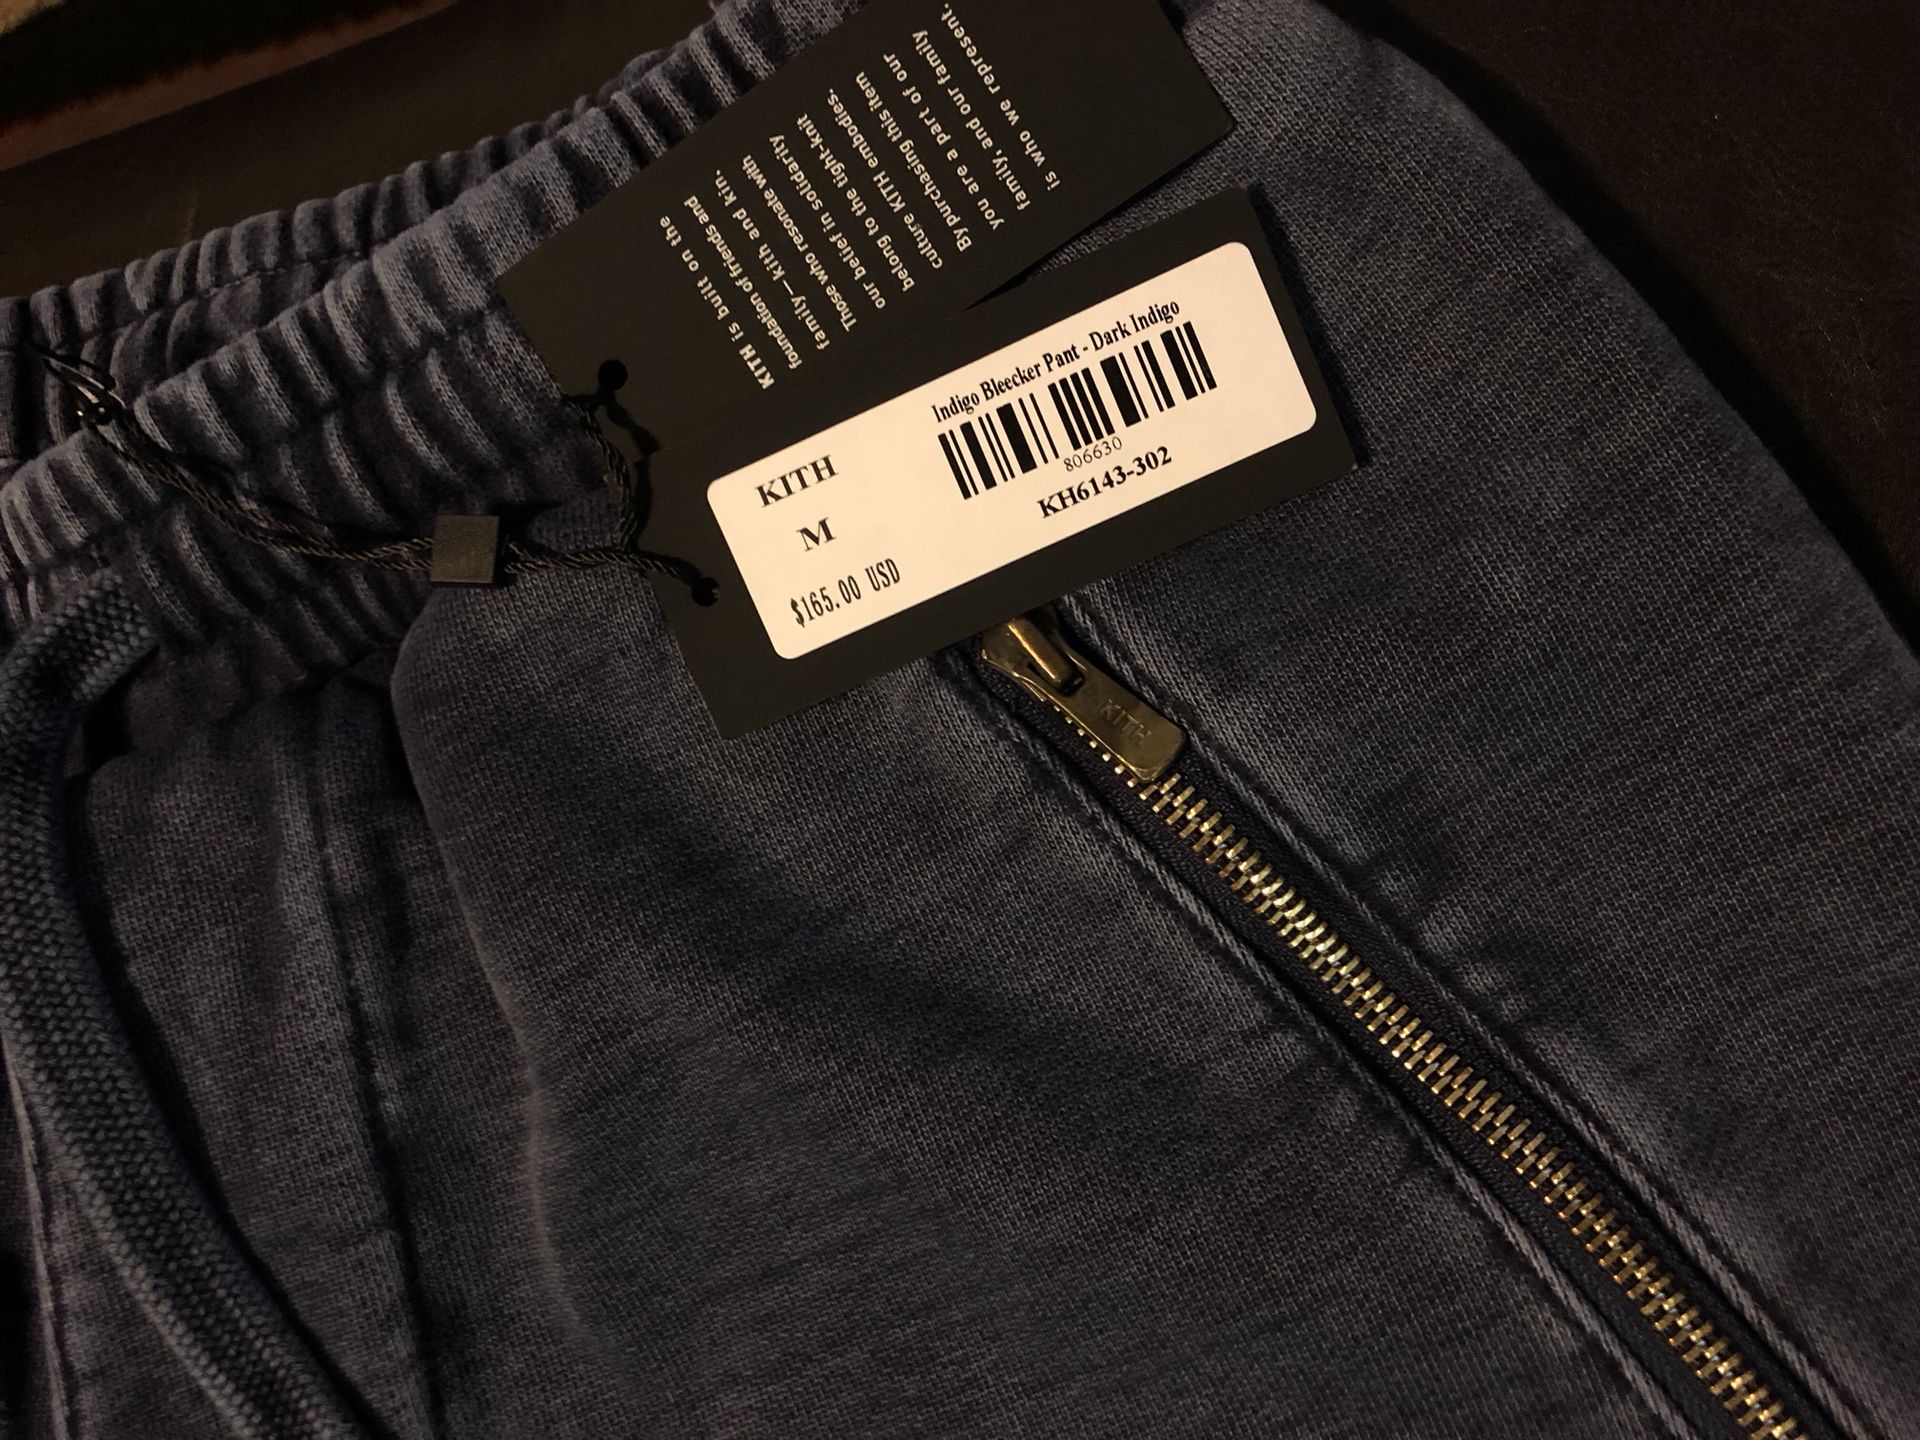 KITH is built on the
foundation of friends and
family—kith and kin.
Those who resonate with
our belief in solidarity
belong to the tight-knit
culture KITH embodies.
By purchasing this item
you are a part of our
family, and our family
is who we represent.
KITH
M
$165.00 USD
Indigo Bleecker Pant - Dark Indigo
806630
KH6143-302
KITH